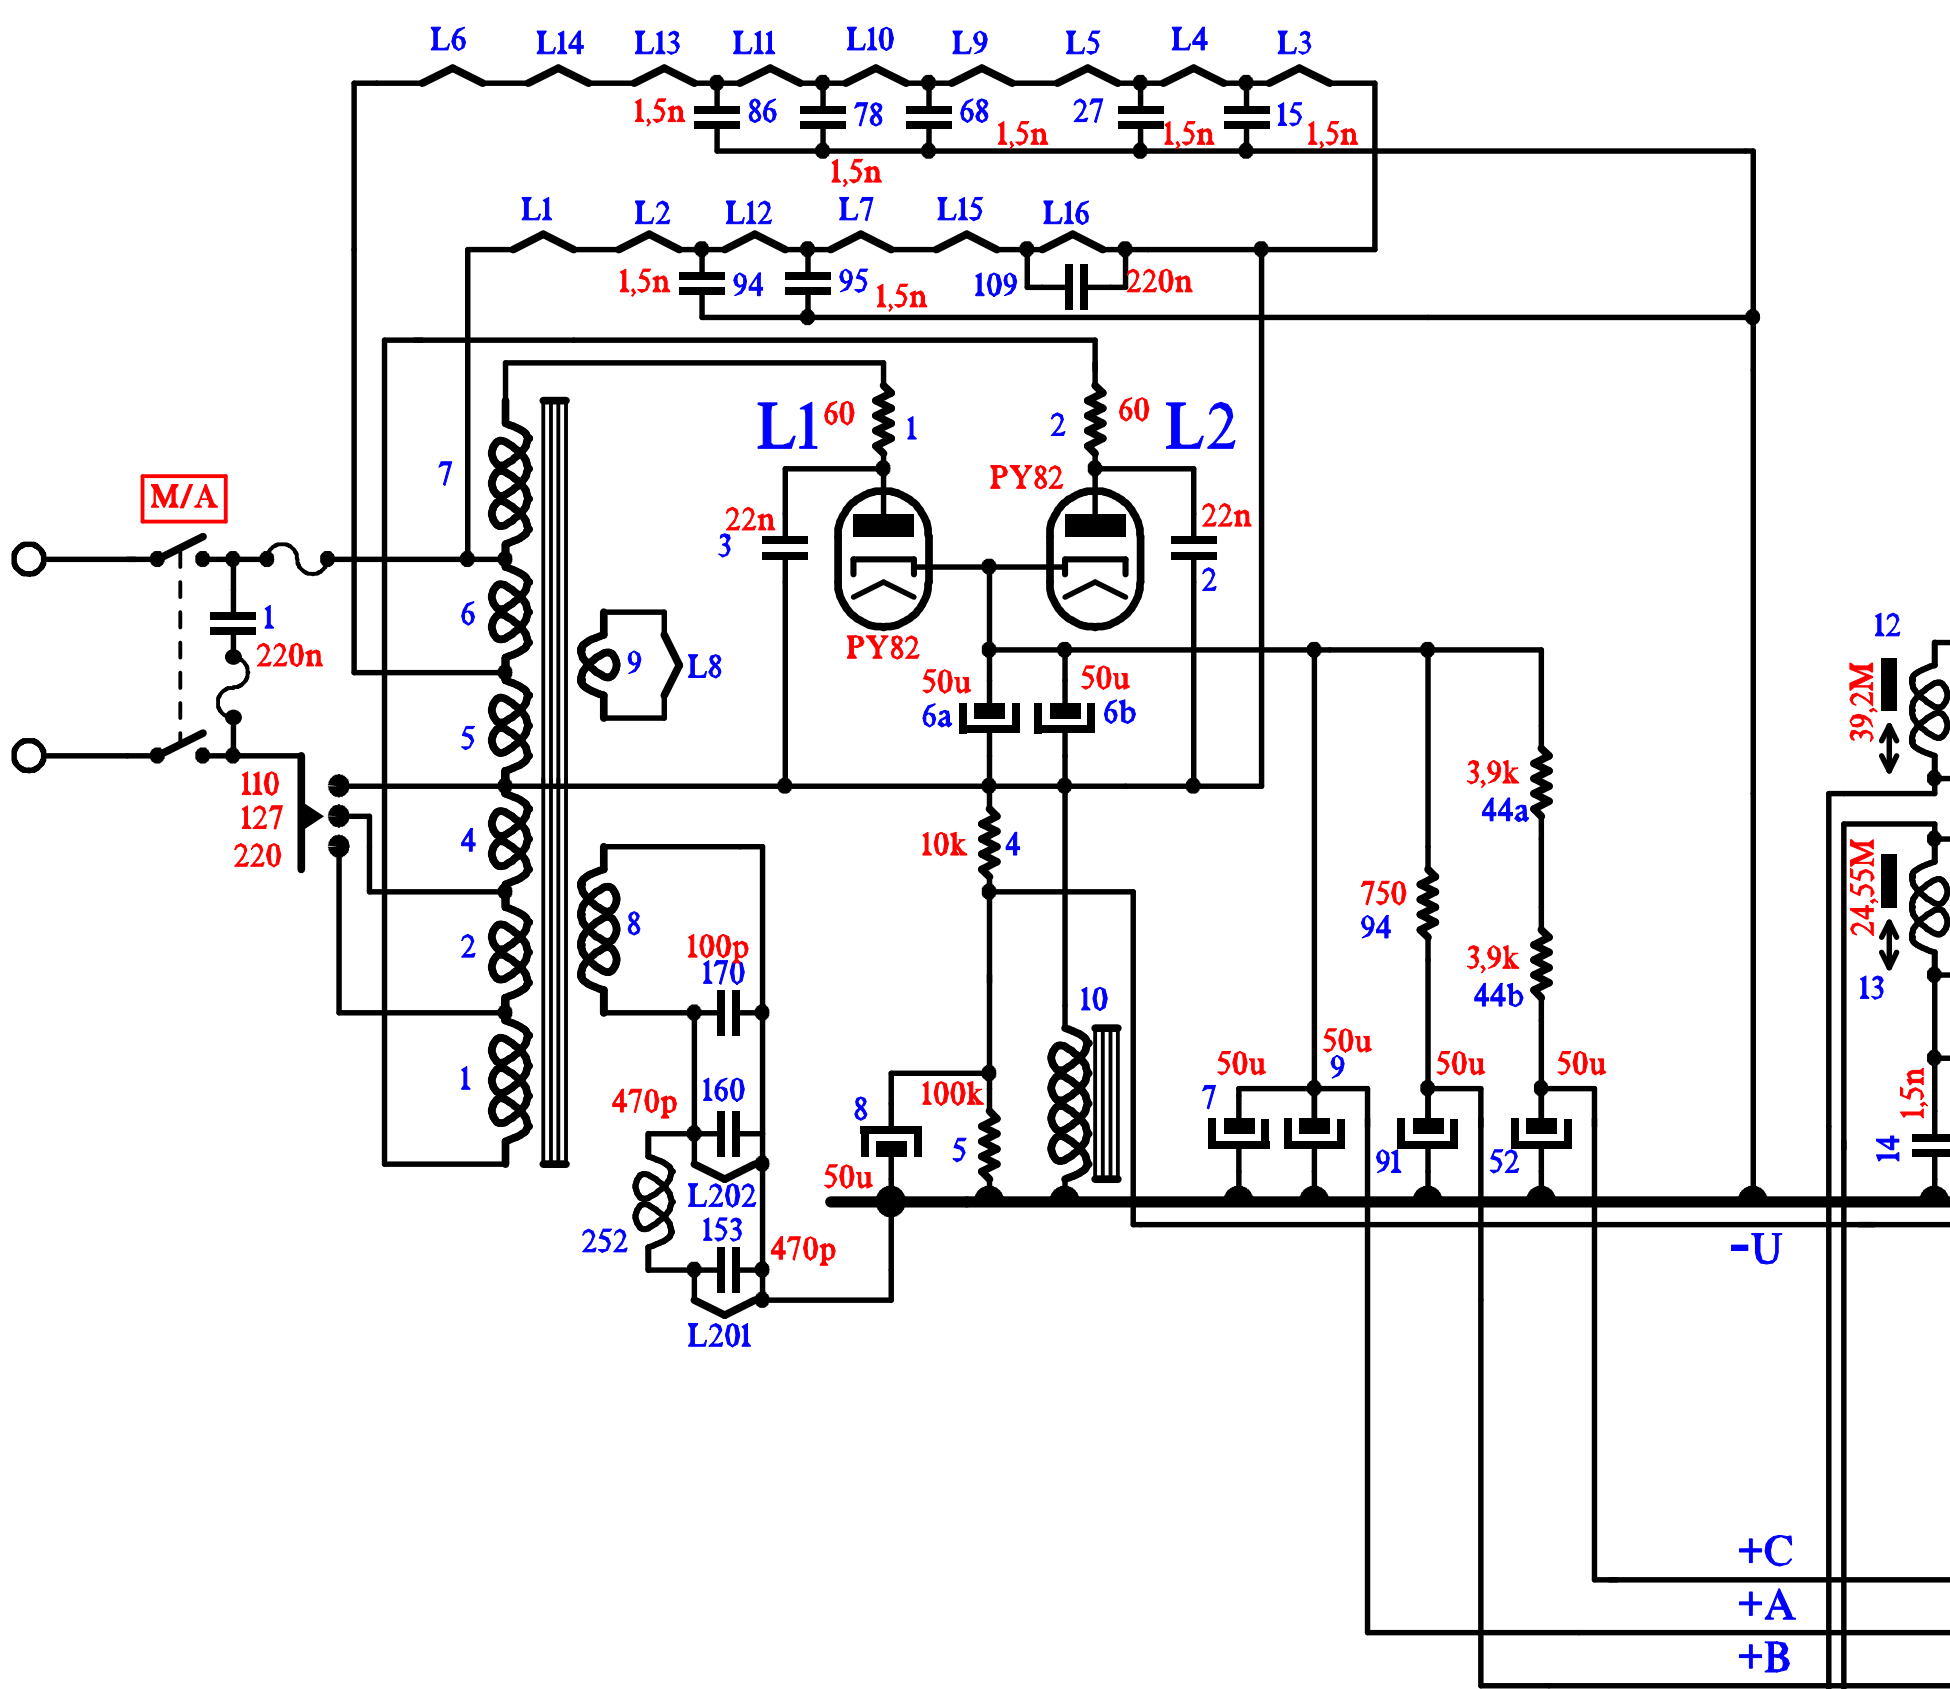 L6 L14 L13 L11 L10 L9 L5 L4 L3
1,5n 86 78 68 1,5n 27 1,5n 15 1,5n
1,5n
L1 L2 L12 L7 L15 L16
1,5n 94 95 1,5n 109 220n
L1 60 1 2 60 L2
7 PY82
M/A
22n 22n
3 2
1 6 12
220n PY82
9 L8
50u 50u 39,2M
6a 6b
5
110 3,9k
127 44a
220 4 10k 4
24,55M
750
94
2 8 3,9k
100p 44b
170 10 13
50u
50u 9 50u 50u
1 470p 160 8 100k 7 1,5n
5 91 52 14
50u
L202
252 153 470p -U
L201
+C
+A
+B